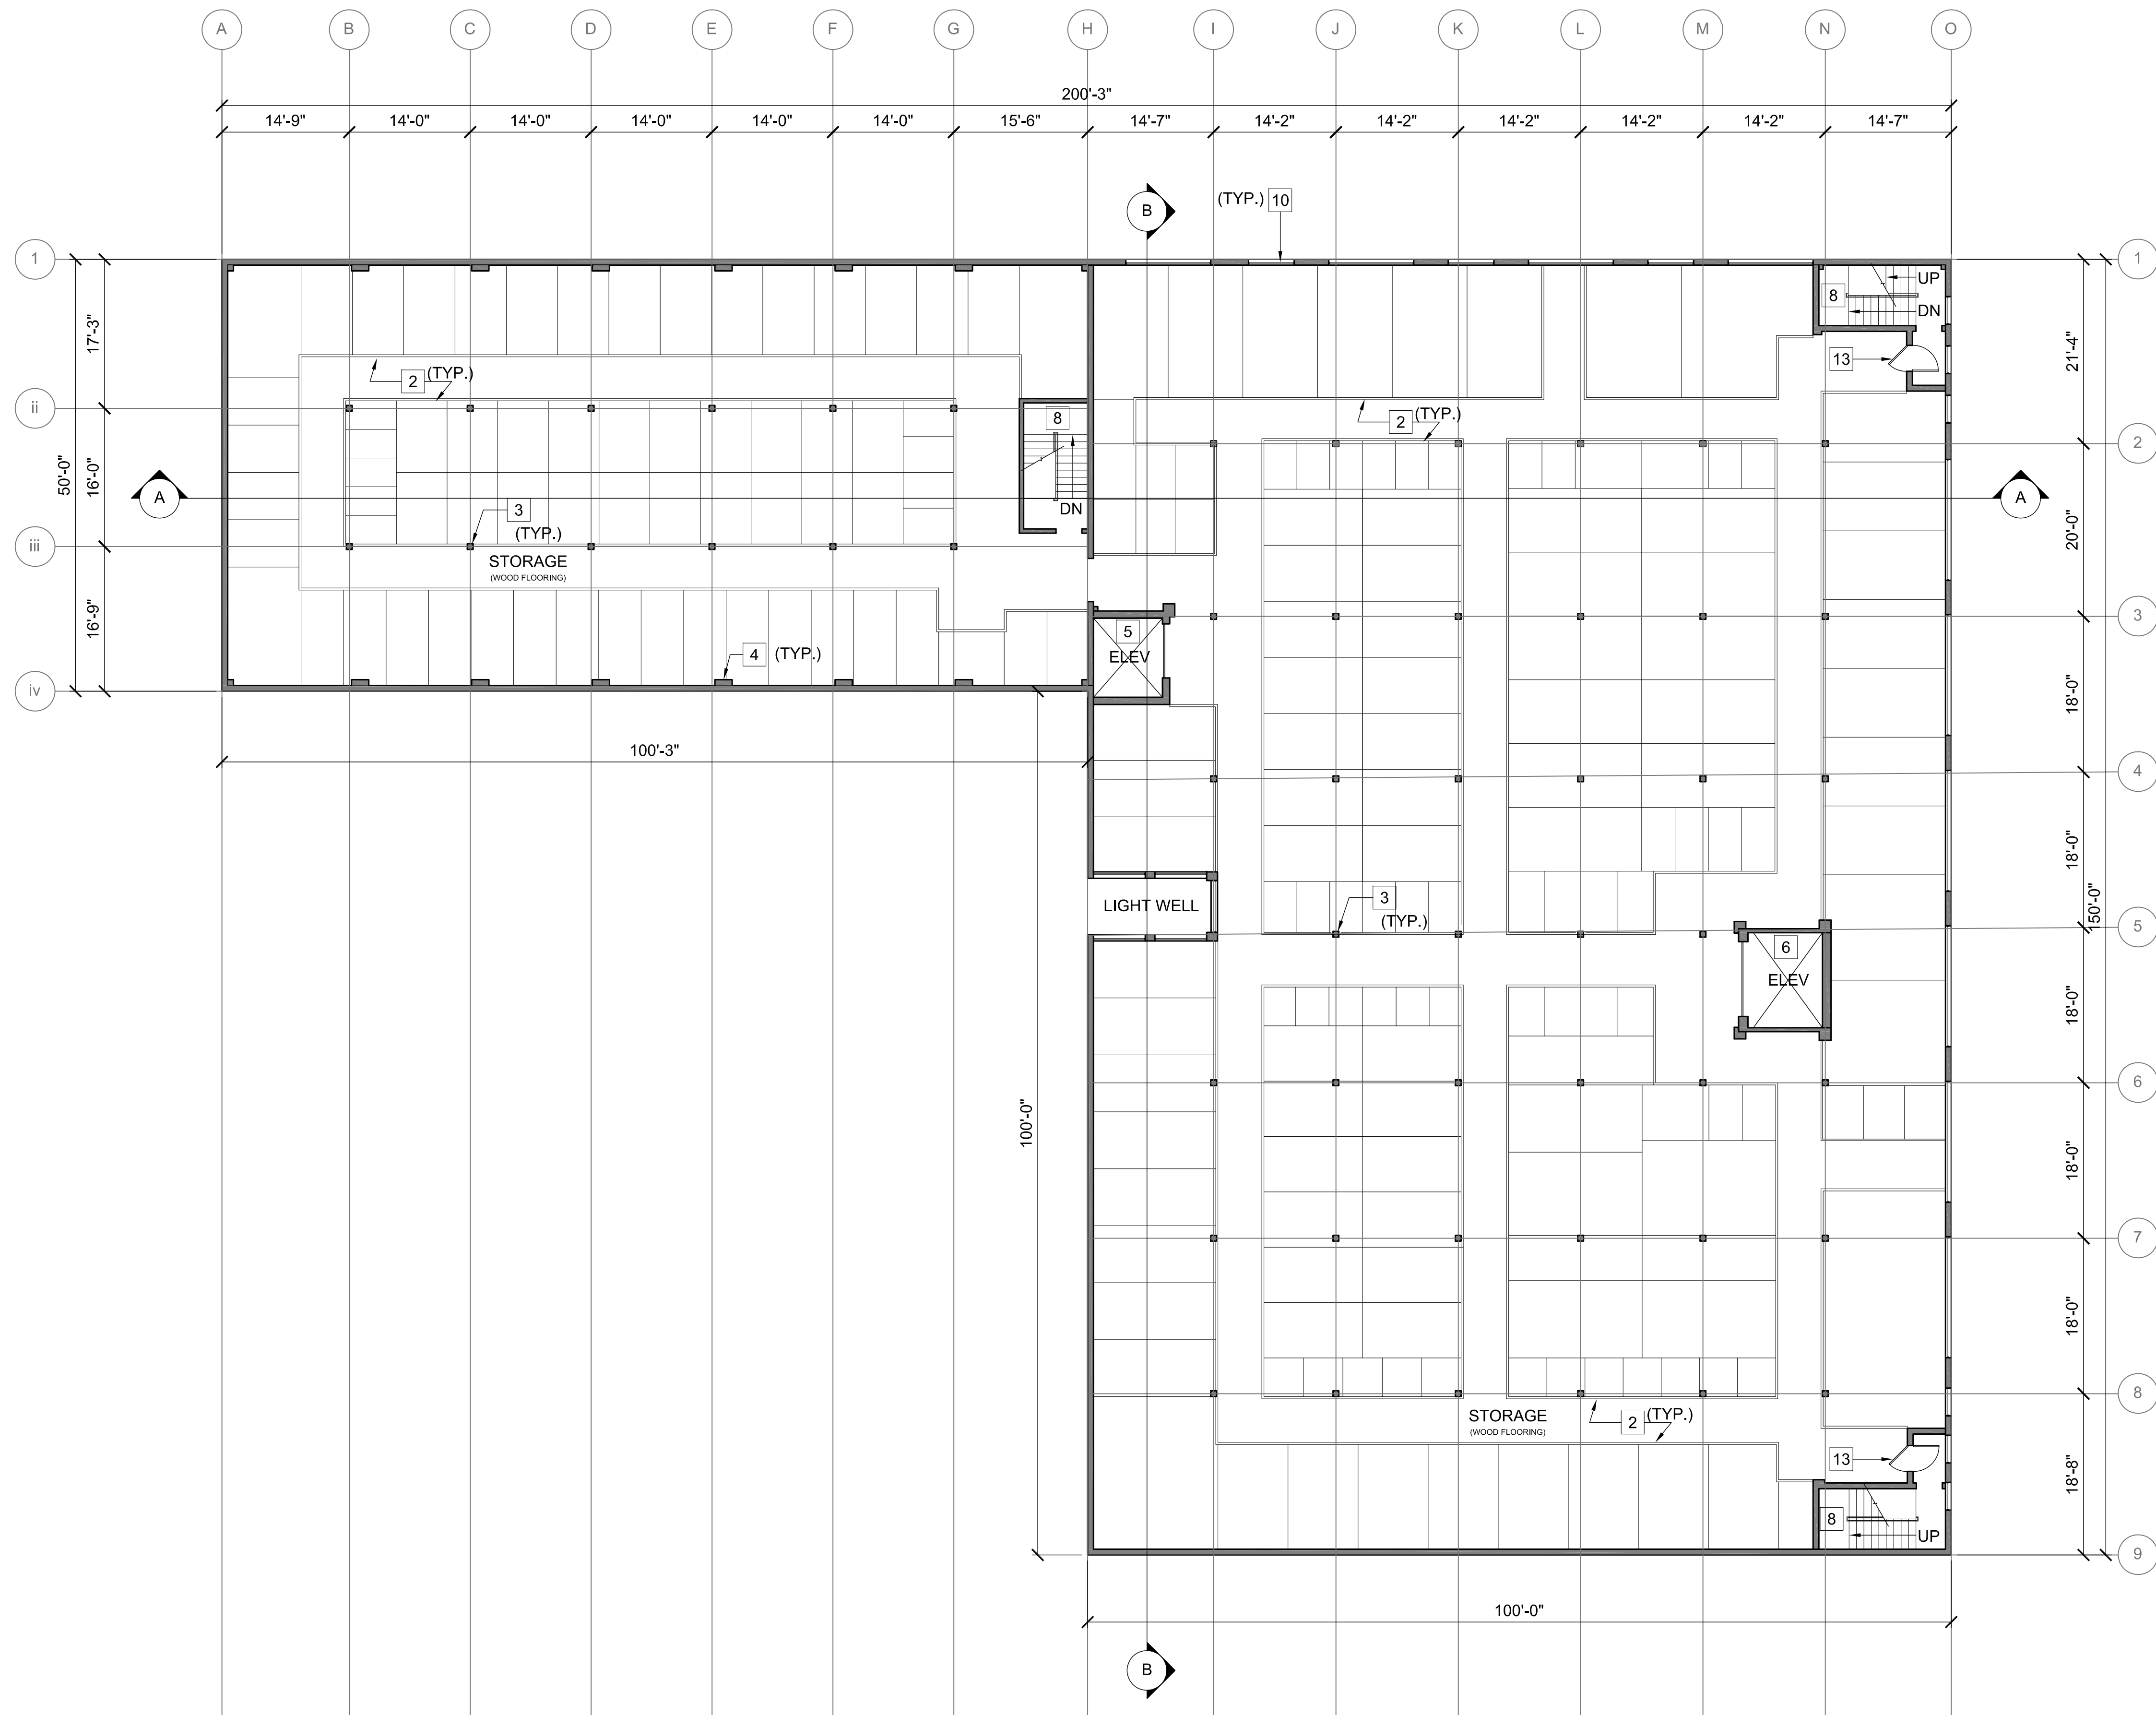 A B C D E F G H I J K L M N O
200'-3"
14'-9" 14'-0" 14'-0" 14'-0" 14'-0" 14'-0" 15'-6" 14'-7" 14'-2" 14'-2" 14'-2" 14'-2" 14'-2" 14'-7"
(TYP.) 10
B
1 1
UP
8
DN
17'-3" 21'-4"
13
2 (TYP.)
ii
8
2 (TYP.)
2
50'-0" 16'-0"
A A
3
(TYP.)
DN
20'-0"
iii
STORAGE
(WOOD FLOORING)
16'-9"
3
5
ELEV
4 (TYP.)
18'-0"
iv
100'-3"
4
18'-0"
3
(TYP.)
LIGHT WELL
150'-0"
5
6
ELEV
18'-0"
6
100'-0"
18'-0"
7
18'-0"
8
STORAGE
(WOOD FLOORING)
2 (TYP.)
13
18'-8"
8
UP
9
100'-0"
B